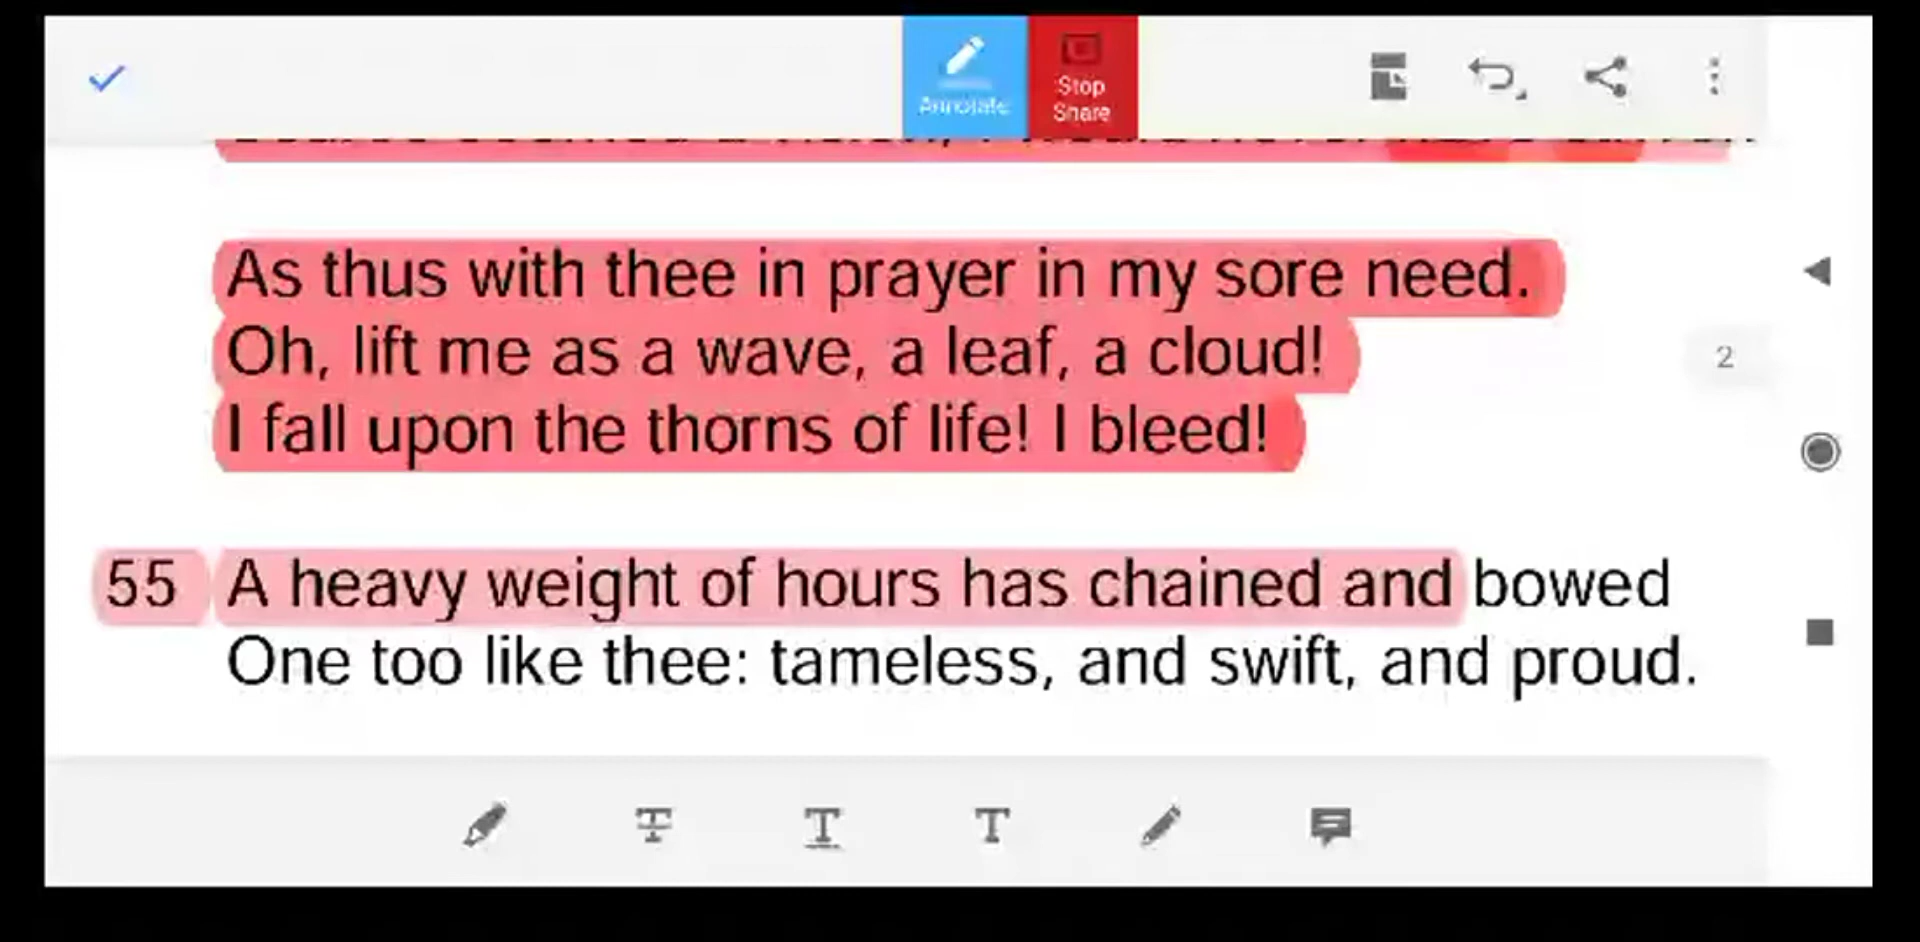 Annotate
Stop
Share
As thus with thee in prayer in my sore need.
Oh, lift me as a wave, a leaf, a cloud!
2
I fall upon the thorns of life! I bleed!
55 A heavy weight of hours has chained and bowed
One too like thee: tameless, and swift, and proud.